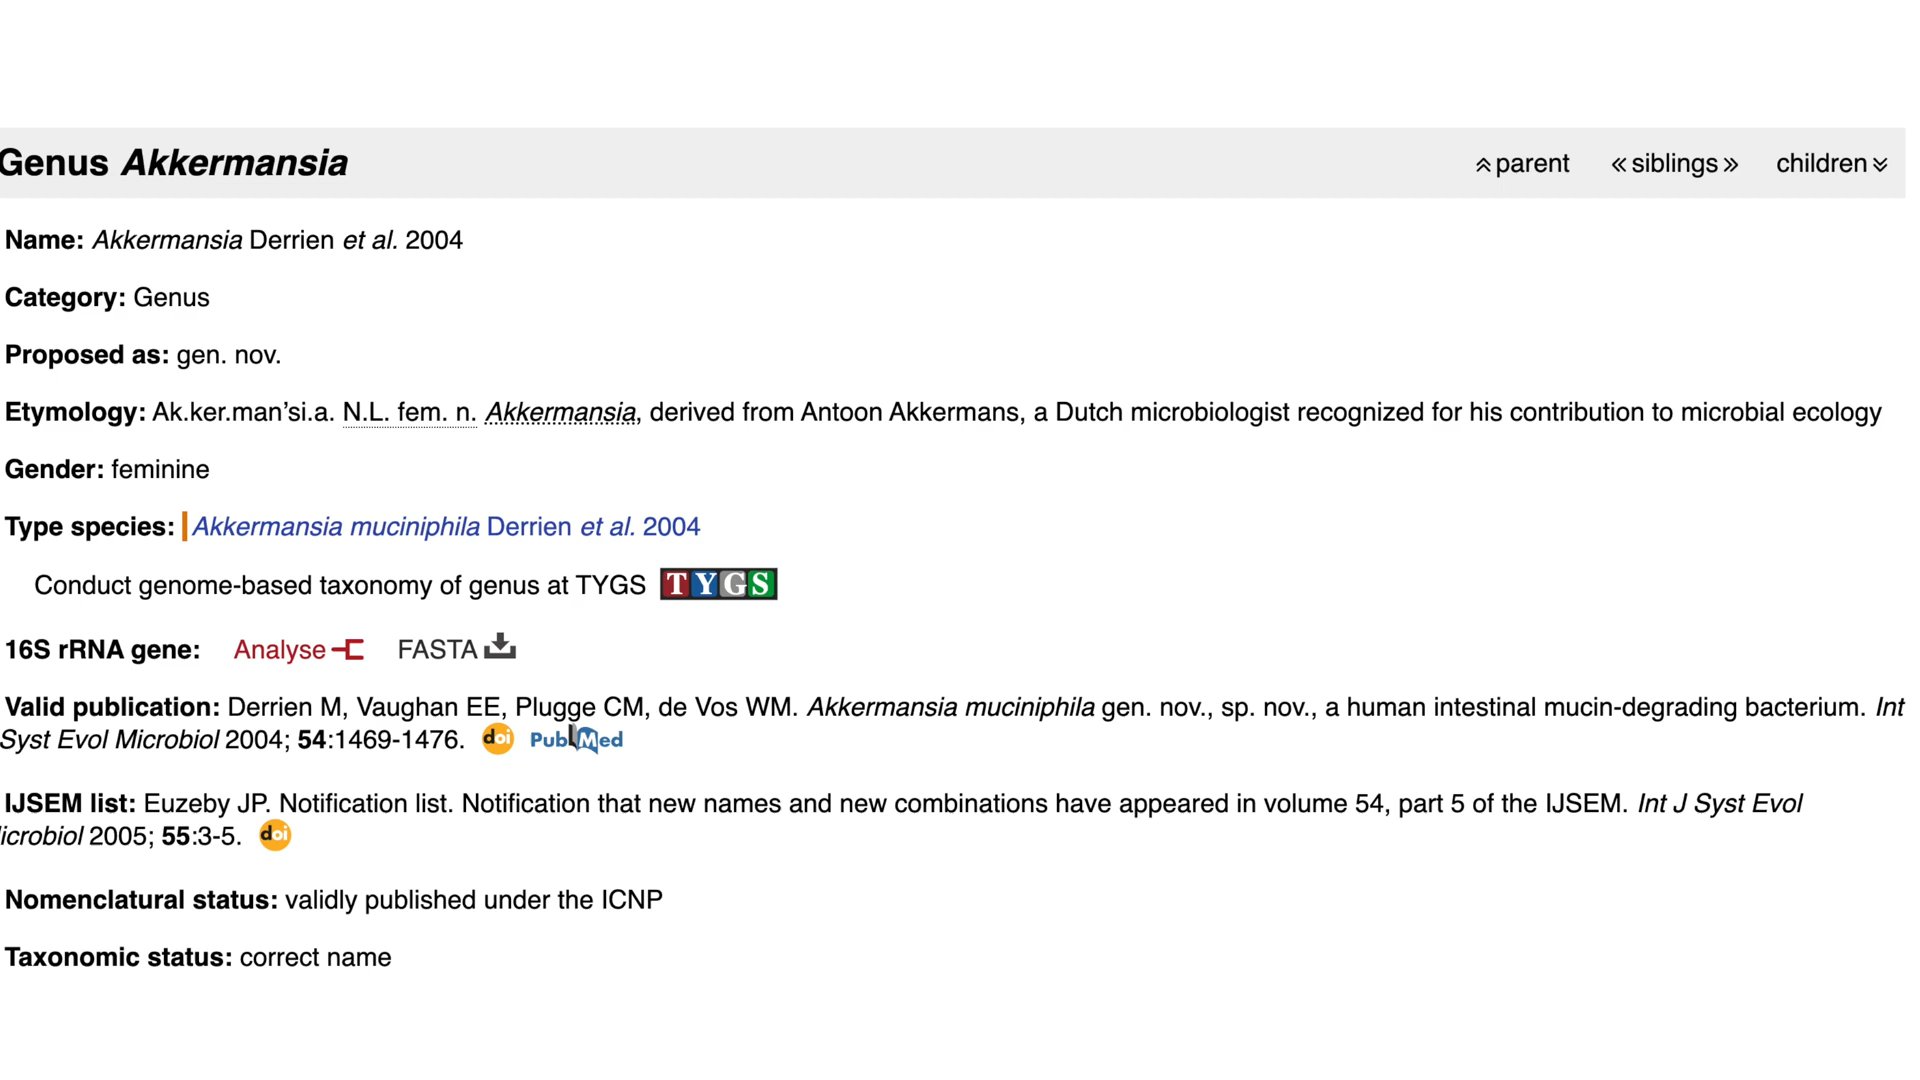 Genus Akkermansia
parent « siblings » children
Name: Akkermansia Derrien et al. 2004
Category: Genus
Proposed as: gen. nov.
Etymology: Ak.ker.man’si.a. N.L. fem. n. Akkermansia, derived from Antoon Akkermans, a Dutch microbiologist recognized for his contribution to microbial ecology
Gender: feminine
Type species: Akkermansia muciniphila Derrien et al. 2004
Conduct genome-based taxonomy of genus at TYGS TYGS
16S rRNA gene: Analyse FASTA
Valid publication: Derrien M, Vaughan EE, Plugge CM, de Vos WM. Akkermansia muciniphila gen. nov., sp. nov., a human intestinal mucin-degrading bacterium. Int
Syst Evol Microbiol 2004; 54:1469-1476. doi PubMed
IJSEM list: Euzeby JP. Notification list. Notification that new names and new combinations have appeared in volume 54, part 5 of the IJSEM. Int J Syst Evol
icrobiol 2005; 55:3-5. doi
Nomenclatural status: validly published under the ICNP
Taxonomic status: correct name